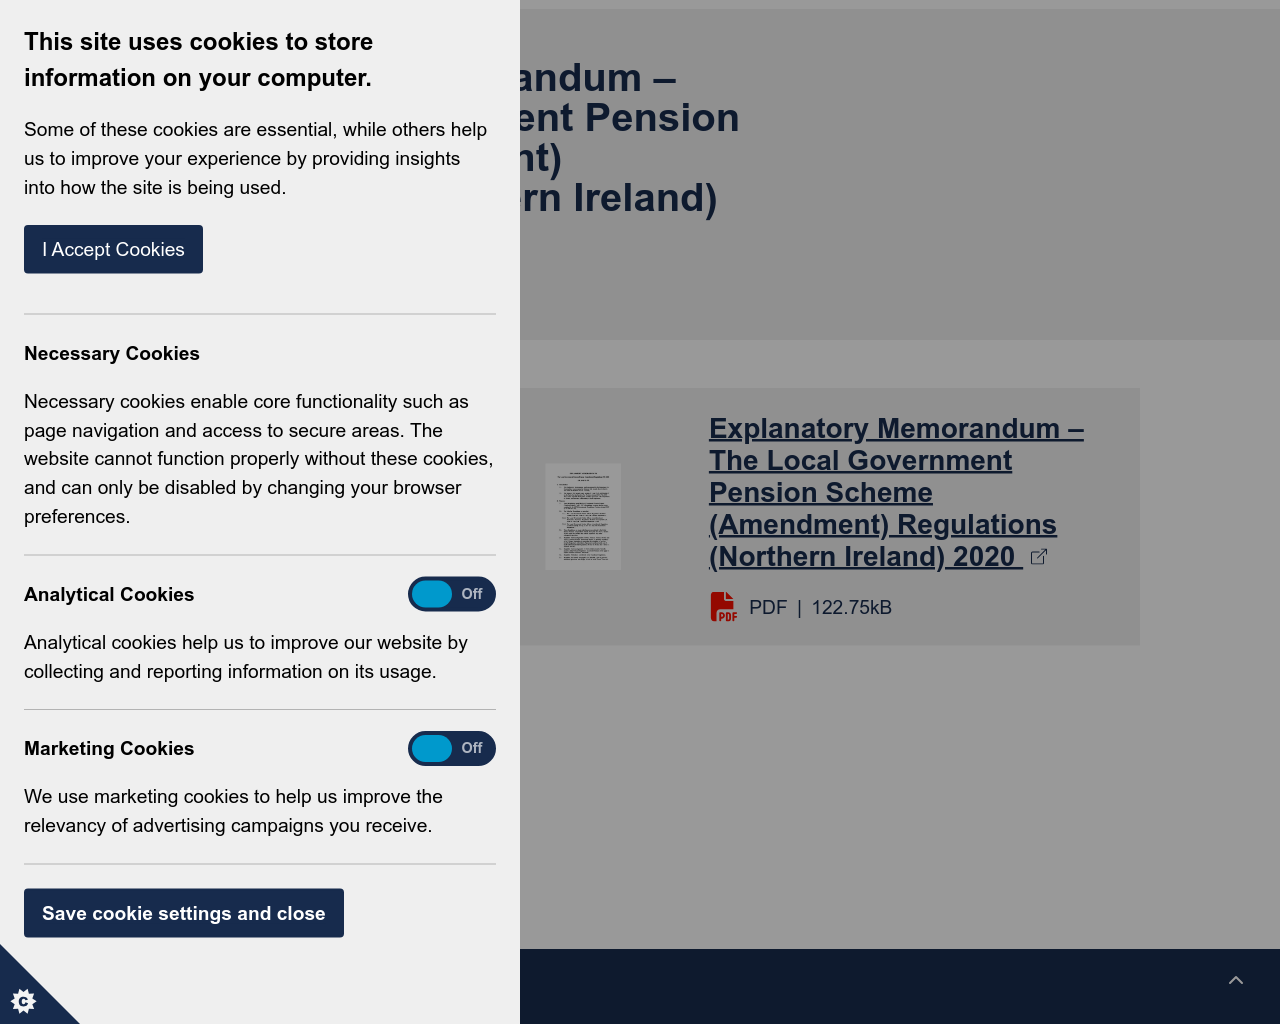 This site uses cookies to store
information on your computer.
Some of these cookies are essential, while others help
us to improve your experience by providing insights
into how the site is being used.
I Accept Cookies
Necessary Cookies
Necessary cookies enable core functionality such as
page navigation and access to secure areas. The
website cannot function properly without these cookies,
and can only be disabled by changing your browser
preferences.
Analytical Cookies
Off
Analytical cookies help us to improve our website by
collecting and reporting information on its usage.
Marketing Cookies
Off
We use marketing cookies to help us improve the
relevancy of advertising campaigns you receive.
Save cookie settings and close
andum –
ent Pension
nt)
ern Ireland)
Explanatory Memorandum –
The Local Government
Pension Scheme
(Amendment) Regulations
(Northern Ireland) 2020
PDF
PDF | 122.75kB